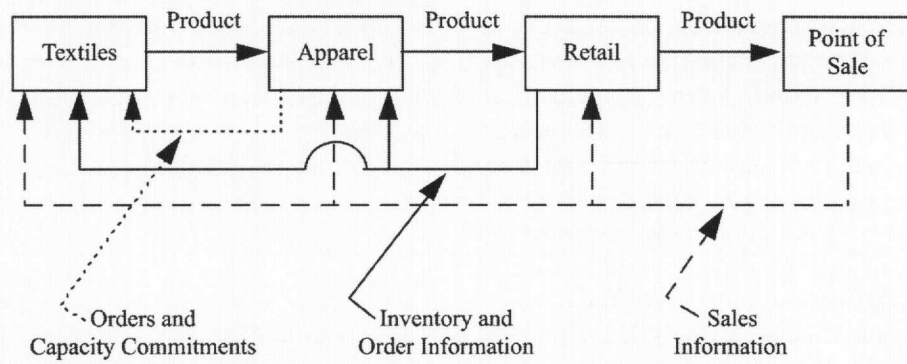 Product
Product
Product
Textiles
Apparel
Retail
Point of
Sale
Orders and
Capacity Commitments
Inventory and
Order Information
Sales
Information